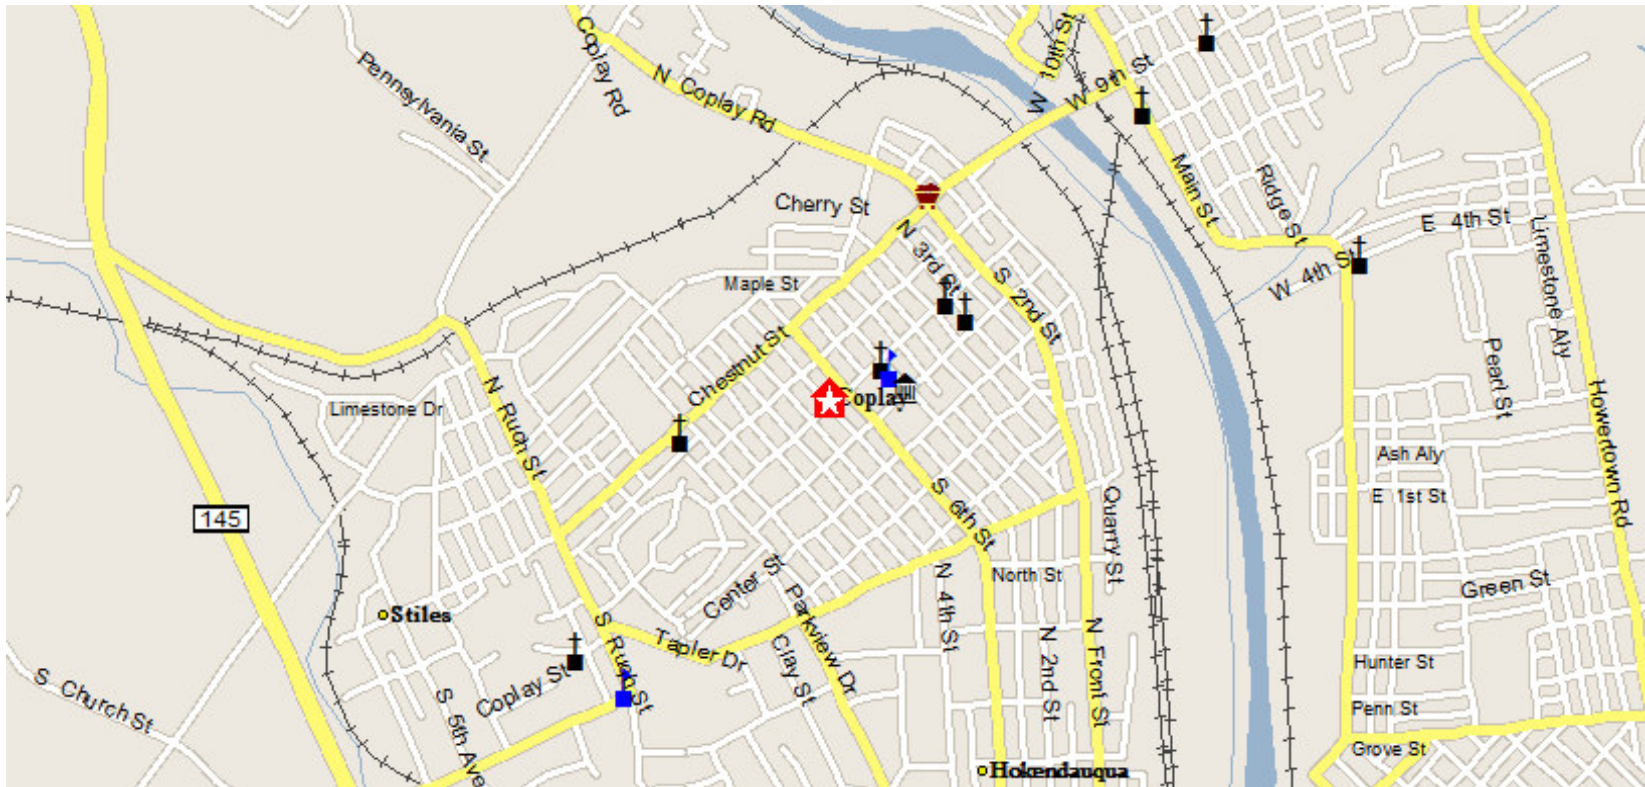 Coplay Rd
N Coplay Rd
W 10th St
W 9th St
Pennsylvania St
Main St
Ridge St
Cherry St
E 4th St
W 4th St
Limestone Aly
N 3rd St
S 2nd St
Maple St
Chestnut St
Pearl St
Howertown Rd
Limestone Dr
N Ruch St
Coplay
Ash Aly
E 1st St
145
S 6th St
Quarry St
North St
Green St
Center St
S Parkview Dr
N 4th St
Stiles
S Ruch St
Tapler Dr
Clay St
N 2nd St
N Front St
Hunter St
Coplay St
S Church St
S 5th Ave
Penn St
Grove St
Hokendauqua